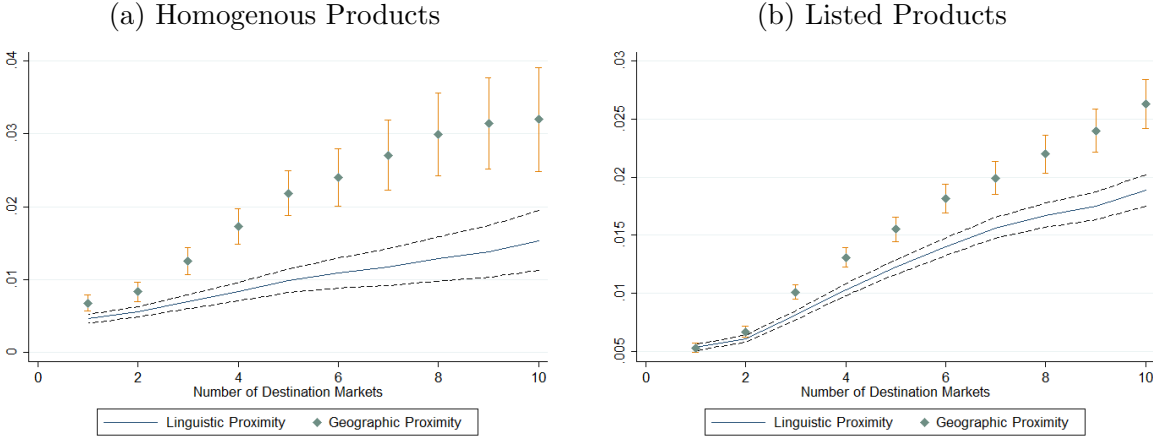 (a) Homogenous Products
.04
.03
.02
.01
0
0 2 4 6 8 10
Number of Destination Markets
Linguistic Proximity Geographic Proximity
(b) Listed Products
.03
.025
.02
.015
.01
.005
0 2 4 6 8 10
Number of Destination Markets
Linguistic Proximity Geographic Proximity